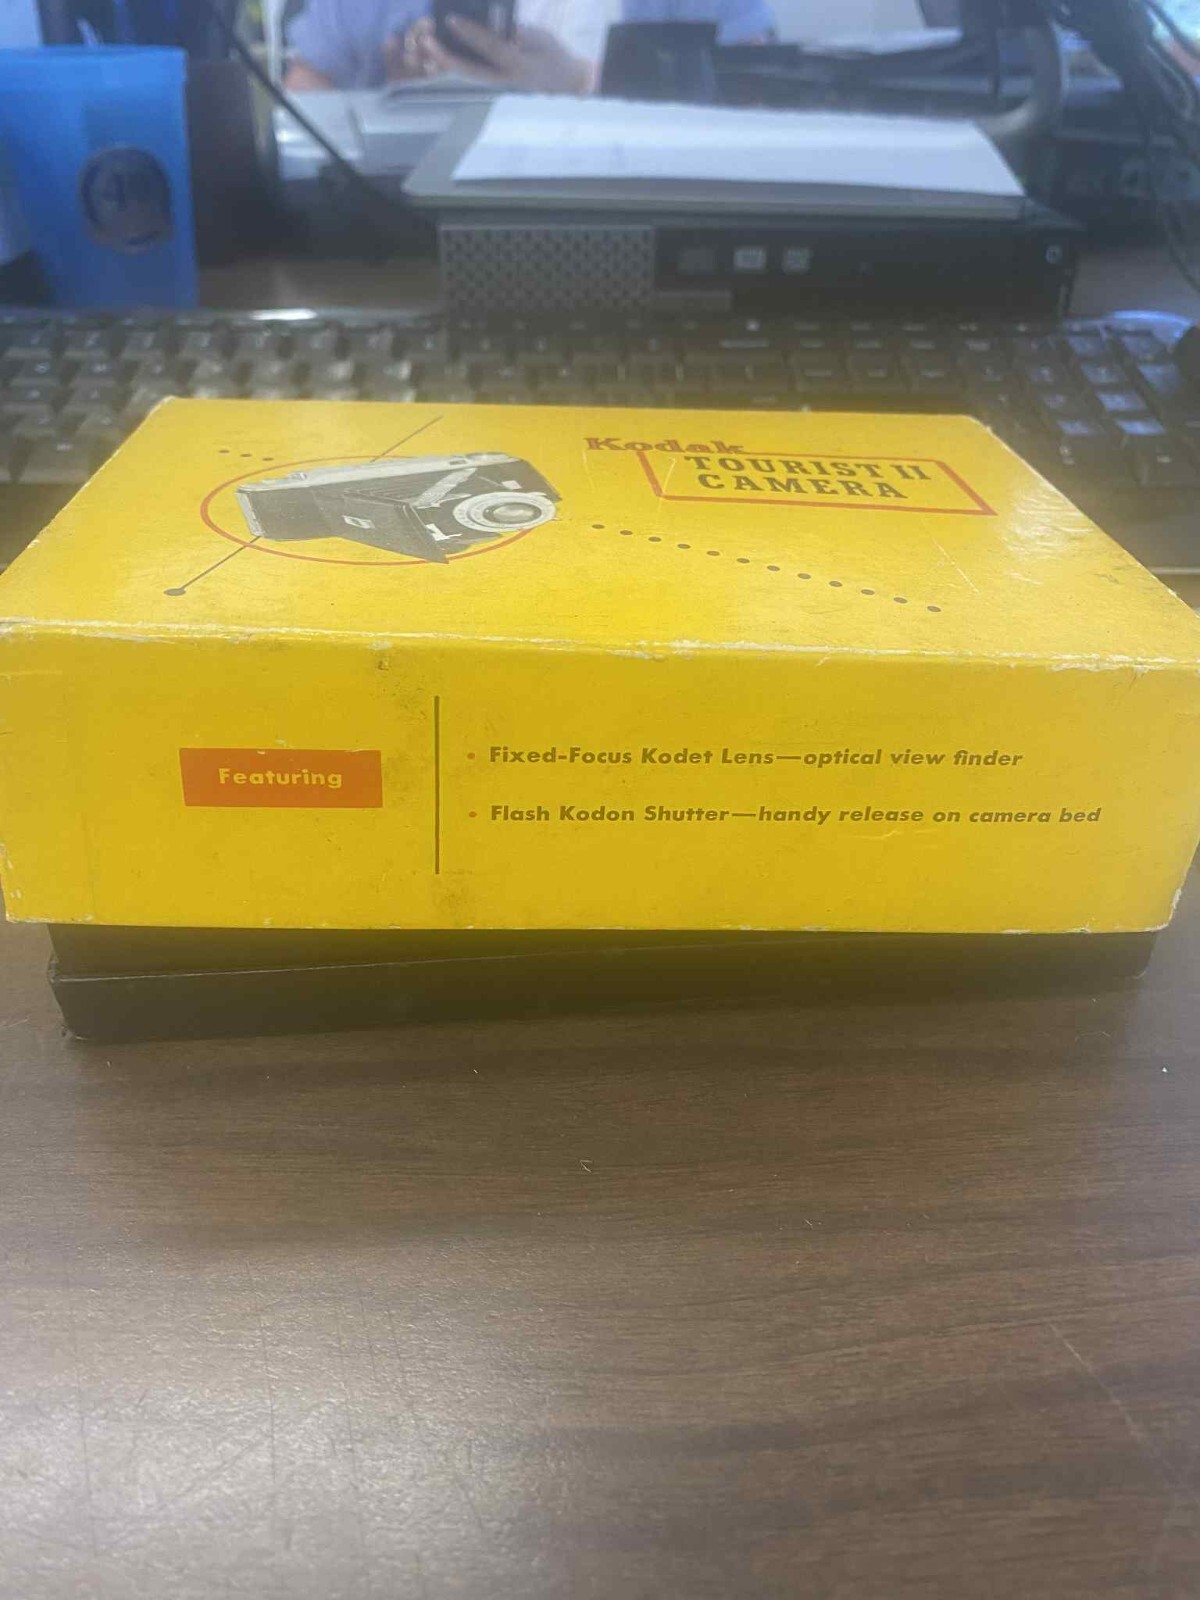 Kodak
TOURIST II
CAMERA
Featuring
• Fixed-Focus Kodet Lens—optical view finder
• Flash Kodon Shutter—handy release on camera bed